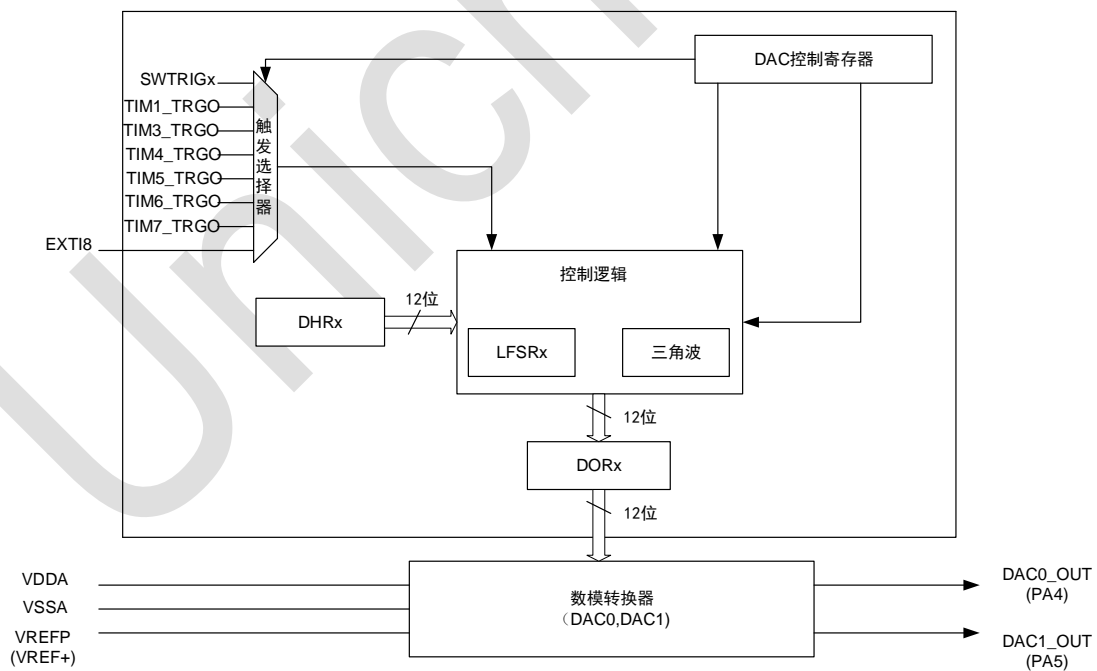 DAC控制寄存器
SWTRIGx
TIM1_TRGO
TIM3_TRGO
TIM4_TRGO
TIM5_TRGO
TIM6_TRGO
TIM7_TRGO
EXTI8
触发选择器
控制逻辑
12位
DHRx
LFSRx
三角波
12位
DORx
12位
VDDA
VSSA
VREFP
(VREF+)
数模转换器
（DAC0,DAC1)
DAC0_OUT
(PA4)
DAC1_OUT
(PA5)